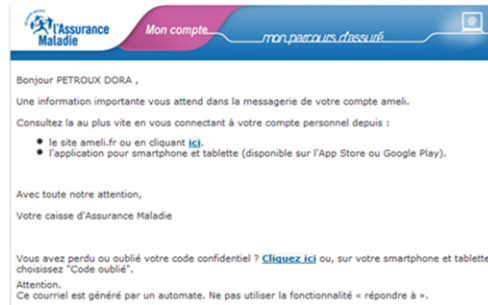 l'Assurance
Maladie
Mon compte
mon parcours d'assuré
Bonjour PETROUX DORA ,
Une information importante vous attend dans la messagerie de votre compte ameli.
Consultez la au plus vite en vous connectant à votre compte personnel depuis :
● le site ameli.fr ou en cliquant ici.
● l'application pour smartphone et tablette (disponible sur l'App Store ou Google Play).
Avec toute notre attention,
Votre caisse d'Assurance Maladie
Vous avez perdu ou oublié votre code confidentiel ? Cliquez ici ou, sur votre smartphone et tablette
choisissez "Code oublié".
Attention.
Ce courriel est généré par un automate. Ne pas utiliser la fonctionnalité « répondre à ».